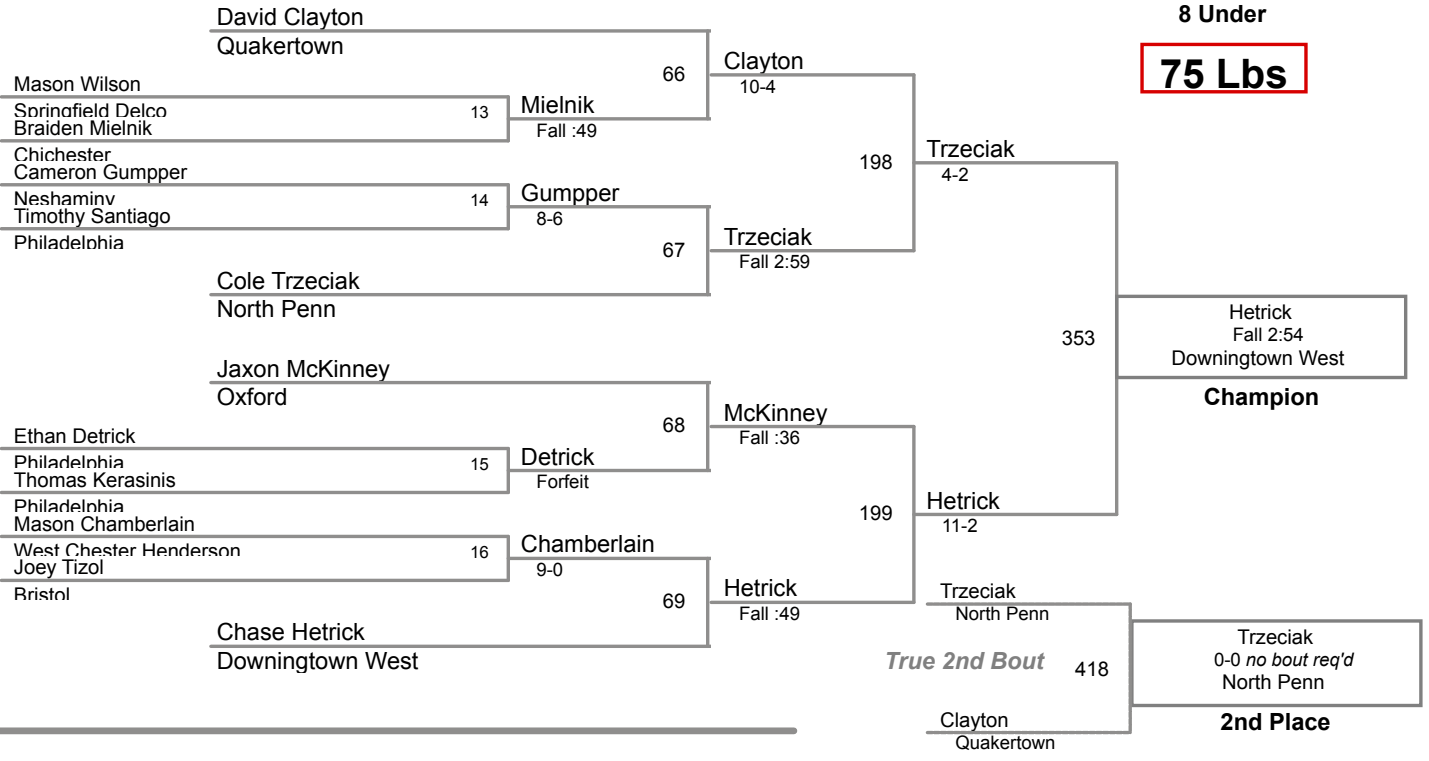 8 Under
75 Lbs
David Clayton
Quakertown
66
Clayton
10-4
Mason Wilson
Springfield Delco
13
Braiden Mielnik
Mielnik
Fall :49
Chichester
Cameron Gumpper
198
Trzeciak
4-2
Neshaminy
14
Timothy Santiago
Gumpper
8-6
Philadelphia
67
Trzeciak
Fall 2:59
Cole Trzeciak
North Penn
353
Hetrick
Fall 2:54
Downingtown West
Champion
Jaxon McKinney
Oxford
68
McKinney
Fall :36
Ethan Detrick
Philadelphia
15
Thomas Kerasinis
Detrick
Forfeit
Philadelphia
Mason Chamberlain
199
Hetrick
11-2
West Chester Henderson
16
Joey Tizol
Chamberlain
9-0
Bristol
69
Hetrick
Fall :49
Chase Hetrick
Downingtown West
Trzeciak
North Penn
True 2nd Bout
418
Trzeciak
0-0 no bout req'd
North Penn
2nd Place
Clayton
Quakertown